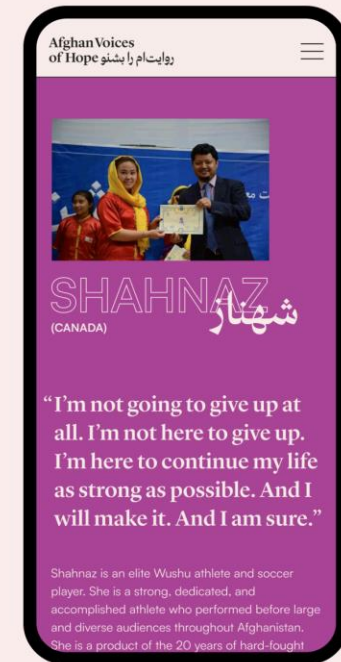 Afghan Voices
of Hope روایت‌ام را بشنو
SHAHNAZ
شهناز
(CANADA)
“I’m not going to give up at
all. I’m not here to give up.
I’m here to continue my life
as strong as possible. And I
will make it. And I am sure.”
Shahnaz is an elite Wushu athlete and soccer
player. She is a strong, dedicated, and
accomplished athlete who performed before large
and diverse audiences throughout Afghanistan.
She is a product of the 20 years of hard-fought